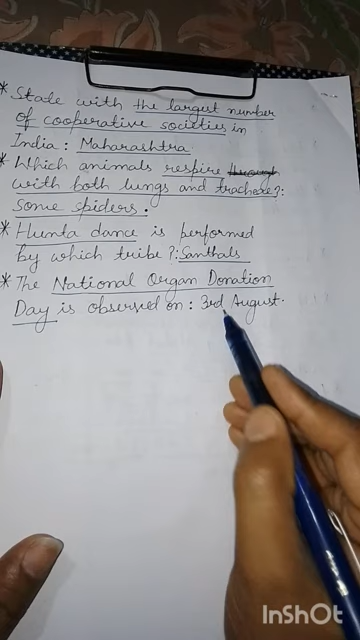 * State with the largest number
of cooperative societies in
India : Maharashtra.
* Which animals respire through
with both lungs and tracheae?:
some spiders.
* Hunta dance is performed
by which tribe ? : Santhals
* The National Organ Donation
Day is observed on : 3rd August.
InShOt